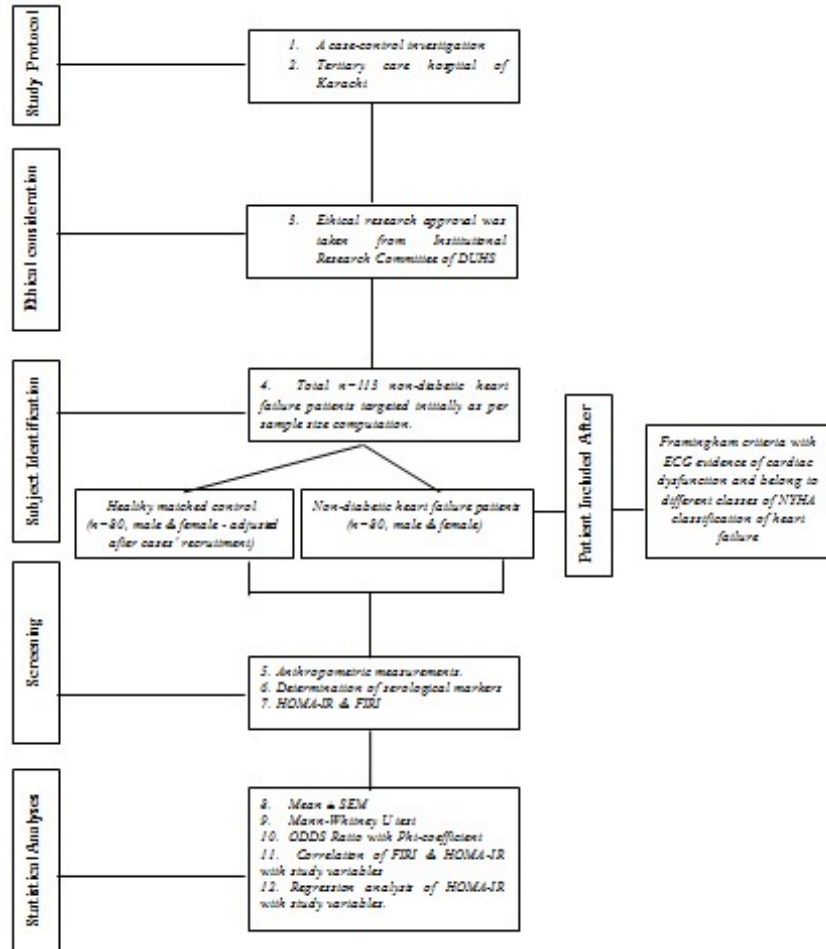 Study Protocol
1. A case-control investigation
2. Tertiary care hospital of
Karachi
Ethical consideration
3. Ethical research approval was
taken from Institutional
Research Committee of DUHS
Subject Identification
4. Total n=113 non-diabetic heart
failure patients targeted initially as per
sample size computation.
Healthy matched control
(n=80, male & female - adjusted
after cases' recruitment)
Non-diabetic heart failure patients
(n=80, male & female)
Patient Included After
Framingham criteria with
ECG evidence of cardiac
dysfunction and belong to
different classes of NYHA
classification of heart
failure
Screening
5. Anthropometric measurements.
6. Determination of serological markers
7. HOMA-IR & FIRI
Statistical Analyses
8. Mean ± SEM
9. Mann-Whitney U test
10. ODDS Ratio with Phi-coefficient
11. Correlation of FIRI & HOMA-IR
with study variables
12. Regression analysis of HOMA-IR
with study variables.